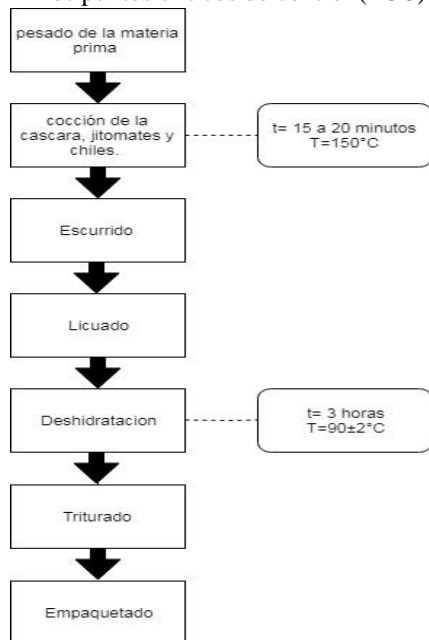 pesado de la materia
prima
cocción de la
cascara, jitomates y
chiles.
t= 15 a 20 minutos
T=150°C
Escurrido
Licuado
Deshidratacion
t= 3 horas
T=90±2°C
Triturado
Empaquetado